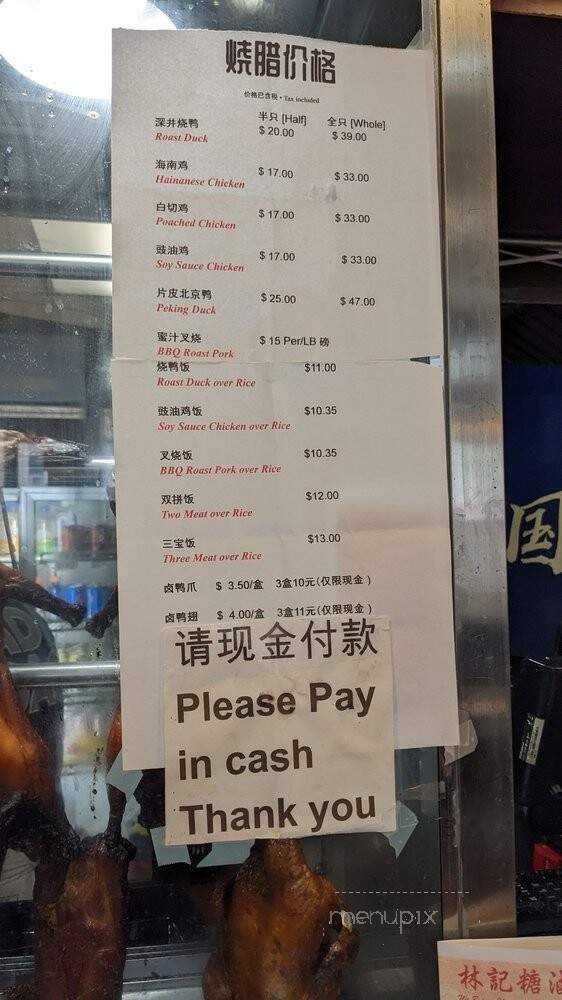 烧腊价格
价格已含税 • Tax included
半只 [Half] 全只 [Whole]
深井烧鸭 $ 20.00 $ 39.00
Roast Duck
海南鸡 $ 17.00 $ 33.00
Hainanese Chicken
白切鸡 $ 17.00 $ 33.00
Poached Chicken
豉油鸡 $ 17.00 $ 33.00
Soy Sauce Chicken
片皮北京鸭 $ 25.00 $ 47.00
Peking Duck
蜜汁叉烧 $ 15 Per/LB 磅
BBQ Roast Pork
烧鸭饭 $11.00
Roast Duck over Rice
豉油鸡饭 $10.35
Soy Sauce Chicken over Rice
叉烧饭 $10.35
BBQ Roast Pork over Rice
双拼饭 $12.00
Two Meat over Rice
三宝饭 $13.00
Three Meat over Rice
卤鸭爪 $ 3.50/盒 3盒10元(仅限现金)
卤鸭翅 $ 4.00/盒 3盒11元(仅限现金)
请现金付款
Please Pay
in cash
Thank you
国
menupix
林記糖